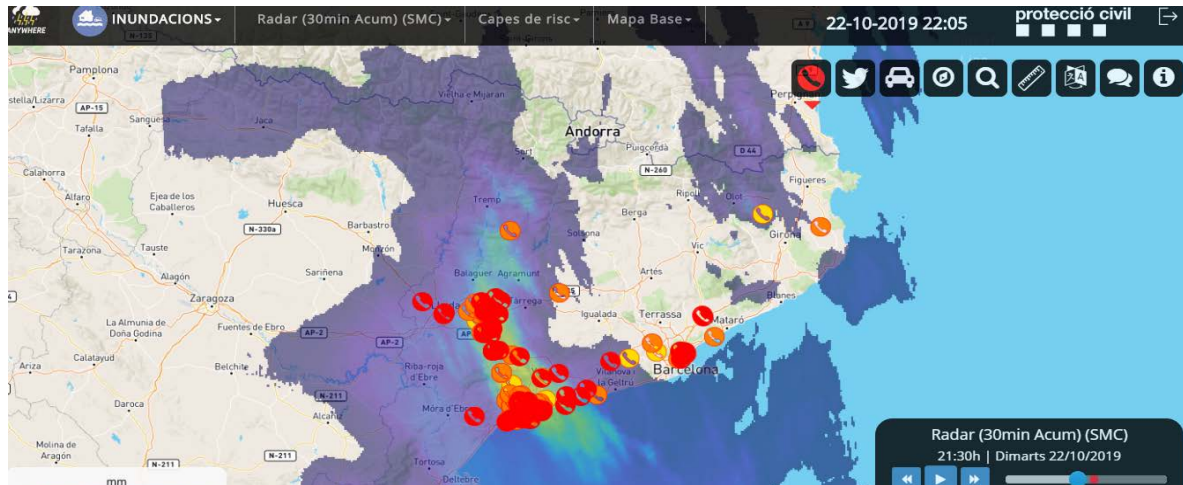 INUNDACIONS
Radar (30min Acum) (SMC)
Capes de risc
Mapa Base
22-10-2019 22:05
protecció civil
ANYWHERE
N-135
Pamplona
Vielha e Mijaran
Perpignan
stella/Lizarra
AP-15
Tafalla
Sangüesa
Jaca
Andorra
Sort
Puigcerdà
D 44
N-260
Calahorra
Figueres
Alfaro
Ejea de los
Caballeros
Huesca
Tremp
Berga
Ripoll
Olot
N-330a
Barbastro
Solsona
Girona
Tarazona
Tauste
Monzón
Vic
Alagón
Sariñena
Balaguer
Agramunt
Artés
Zaragoza
Tàrrega
Blanes
La Almunia de
Doña Godina
Fuentes de Ebro
AP-2
Igualada
Terrassa
Mataró
AP-2
Calatayud
Ariza
Belchite
Riba-roja
d'Ebre
Vilanova i
la Geltrú
Barcelona
Daroca
N-211
Alcañiz
Móra d'Ebre
Molina de
Aragón
N-211
N-211
Tortosa
Deltebre
mm
Radar (30min Acum) (SMC)
21:30h | Dimarts 22/10/2019